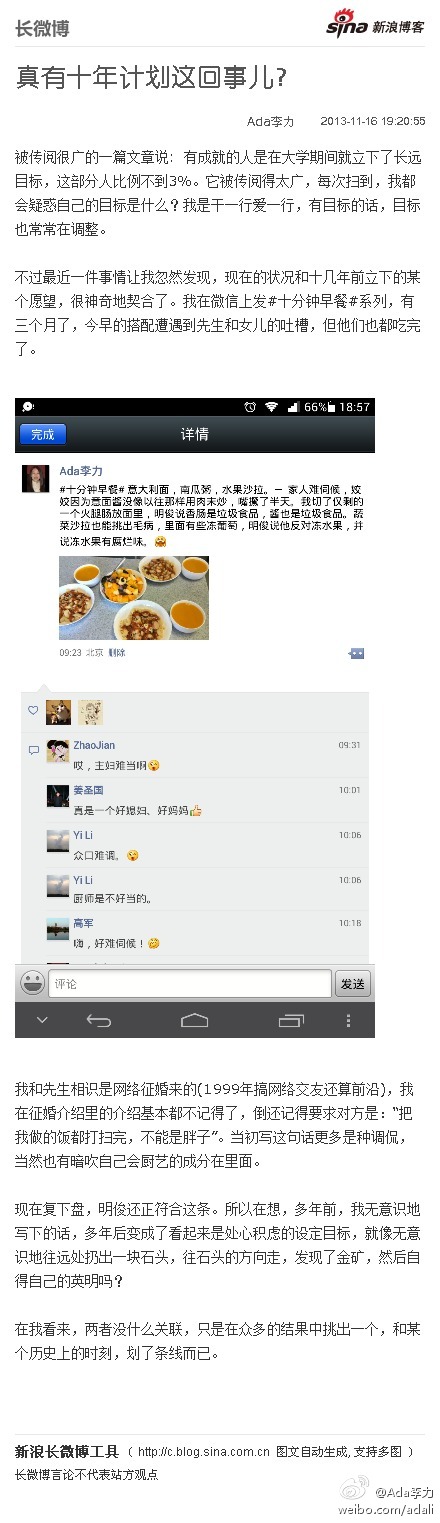 长微博
sina 新浪博客
真有十年计划这回事儿?
Ada李力 2013-11-16 19:20:55
被传阅很广的一篇文章说：有成就的人是在大学期间就立下了长远
目标，这部分人比例不到3%。它被传阅得太广，每次扫到，我都
会疑惑自己的目标是什么？我是干一行爱一行，有目标的话，目标
也常常在调整。
不过最近一件事情让我忽然发现，现在的状况和十几年前立下的某
个愿望，很神奇地契合了。我在微信上发#十分钟早餐#系列，有
三个月了，今早的搭配遭遇到先生和女儿的吐槽，但他们也都吃完
了。
66% 18:57
完成 详情
Ada李力
#十分钟早餐# 意大利面，南瓜粥，水果沙拉。— 家人难伺候，姣
姣因为意面酱没像以往那样用肉末炒，嘴撅了半天。我切了仅剩的
一个火腿肠放面里，明俊说香肠是垃圾食品，酱也是垃圾食品。蔬
菜沙拉也能挑出毛病，里面有些冻葡萄，明俊说他反对冻水果，并
说冻水果有腐烂味。
09:23 北京 删除
ZhaoJian 09:31
哎，主妇难当啊
姜圣国 10:01
真是一个好媳妇、好妈妈
Yi Li 10:06
众口难调。
Yi Li 10:06
厨师是不好当的。
高军 10:18
嗨，好难伺候！
评论 发送
我和先生相识是网络征婚来的(1999年搞网络交友还算前沿)，我
在征婚介绍里的介绍基本都不记得了，倒还记得要求对方是：“把
我做的饭都打扫完，不能是胖子”。当初写这句话更多是种调侃，
当然也有暗吹自己会厨艺的成分在里面。
现在复下盘，明俊还正符合这条。所以在想，多年前，我无意识地
写下的话，多年后变成了看起来是处心积虑的设定目标，就像无意
识地往远处扔出一块石头，往石头的方向走，发现了金矿，然后自
得自己的英明吗？
在我看来，两者没什么关联，只是在众多的结果中挑出一个，和某
个历史上的时刻，划了条线而已。
新浪长微博工具 （ http://c.blog.sina.com.cn 图文自动生成, 支持多图 ）
长微博言论不代表站方观点
@Ada李力
weibo.com/adali